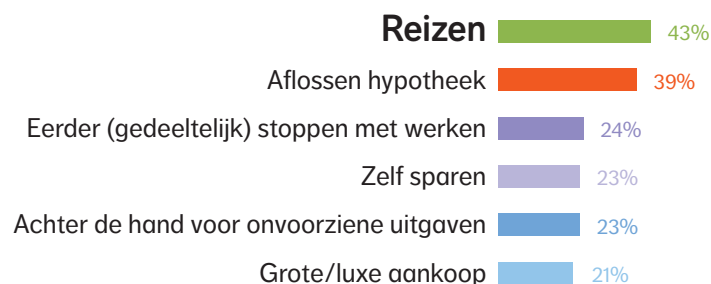 Reizen 43%
Aflossen hypotheek 39%
Eerder (gedeeltelijk) stoppen met werken 24%
Zelf sparen 23%
Achter de hand voor onvoorziene uitgaven 23%
Grote/luxe aankoop 21%